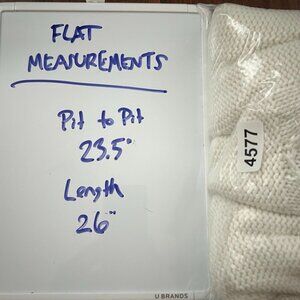 FLAT
MEASUREMENTS
Pit to Pit
23.5"
Length
26"
4577
U BRANDS